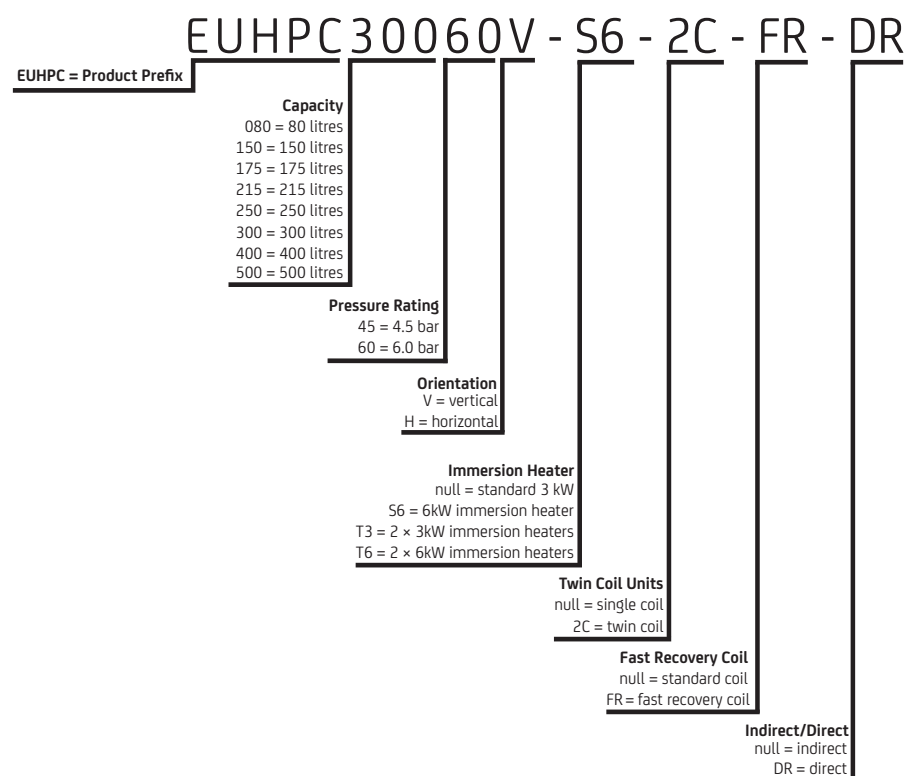 EUHPC30060V - S6 - 2C - FR - DR
EUHPC = Product Prefix
Capacity
080 = 80 litres
150 = 150 litres
175 = 175 litres
215 = 215 litres
250 = 250 litres
300 = 300 litres
400 = 400 litres
500 = 500 litres
Pressure Rating
45 = 4.5 bar
60 = 6.0 bar
Orientation
V = vertical
H = horizontal
Immersion Heater
null = standard 3 kW
S6 = 6kW immersion heater
T3 = 2 × 3kW immersion heaters
T6 = 2 × 6kW immersion heaters
Twin Coil Units
null = single coil
2C = twin coil
Fast Recovery Coil
null = standard coil
FR = fast recovery coil
Indirect/Direct
null = indirect
DR = direct